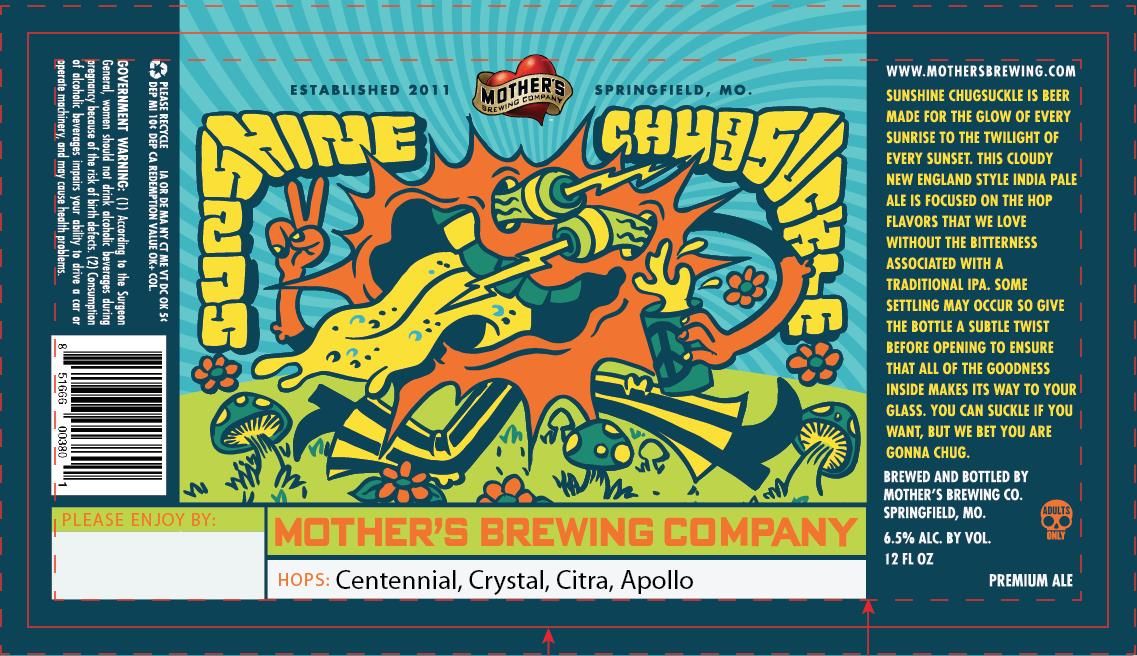 PLEASE RECYCLE IA OR DE MA NY CT ME VT DC OK 5¢
DEP MI 10¢ DEP CA REDEMPTION VALUE OK+ COL.
GOVERNMENT WARNING: (1) According to the Surgeon
General, women should not drink alcoholic beverages during
pregnancy because of the risk of birth defects. (2) Consumption
of alcoholic beverages impairs your ability to drive a car or
operate machinery, and may cause health problems.
8 51666 00380 1
PLEASE ENJOY BY:
ESTABLISHED 2011
MOTHER'S
BREWING COMPANY
SPRINGFIELD, MO.
SUNSHINE CHUGSUCKLE
MOTHER'S BREWING COMPANY
HOPS: Centennial, Crystal, Citra, Apollo
WWW.MOTHERSBREWING.COM
SUNSHINE CHUGSUCKLE IS BEER
MADE FOR THE GLOW OF EVERY
SUNRISE TO THE TWILIGHT OF
EVERY SUNSET. THIS CLOUDY
NEW ENGLAND STYLE INDIA PALE
ALE IS FOCUSED ON THE HOP
FLAVORS THAT WE LOVE
WITHOUT THE BITTERNESS
ASSOCIATED WITH A
TRADITIONAL IPA. SOME
SETTLING MAY OCCUR SO GIVE
THE BOTTLE A SUBTLE TWIST
BEFORE OPENING TO ENSURE
THAT ALL OF THE GOODNESS
INSIDE MAKES ITS WAY TO YOUR
GLASS. YOU CAN SUCKLE IF YOU
WANT, BUT WE BET YOU ARE
GONNA CHUG.
BREWED AND BOTTLED BY
MOTHER'S BREWING CO.
SPRINGFIELD, MO.
ADULTS
ONLY
6.5% ALC. BY VOL.
12 FL OZ
PREMIUM ALE